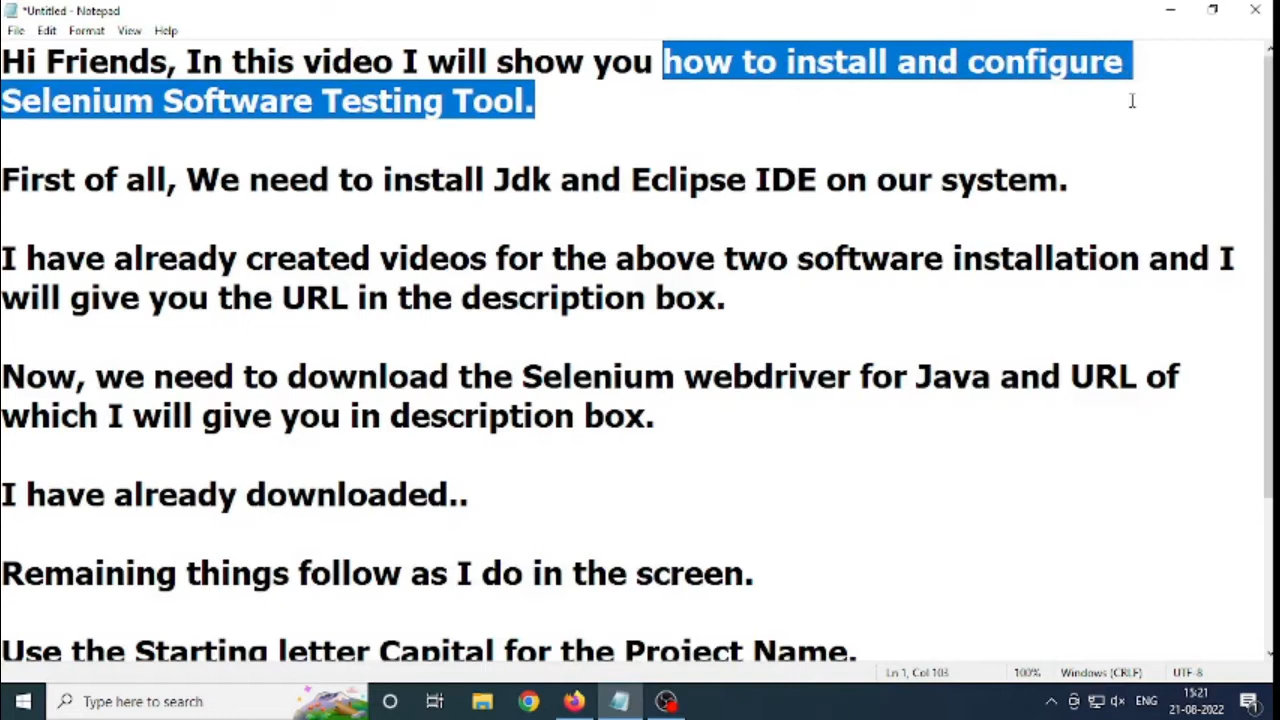 *Untitled - Notepad
File Edit Format View Help
Hi Friends, In this video I will show you how to install and configure
Selenium Software Testing Tool.
First of all, We need to install Jdk and Eclipse IDE on our system.
I have already created videos for the above two software installation and I
will give you the URL in the description box.
Now, we need to download the Selenium webdriver for Java and URL of
which I will give you in description box.
I have already downloaded..
Remaining things follow as I do in the screen.
Use the Starting letter Capital for the Project Name.
Ln 1, Col 103 100% Windows (CRLF) UTF-8
Type here to search ENG 15:21
21-08-2022 1